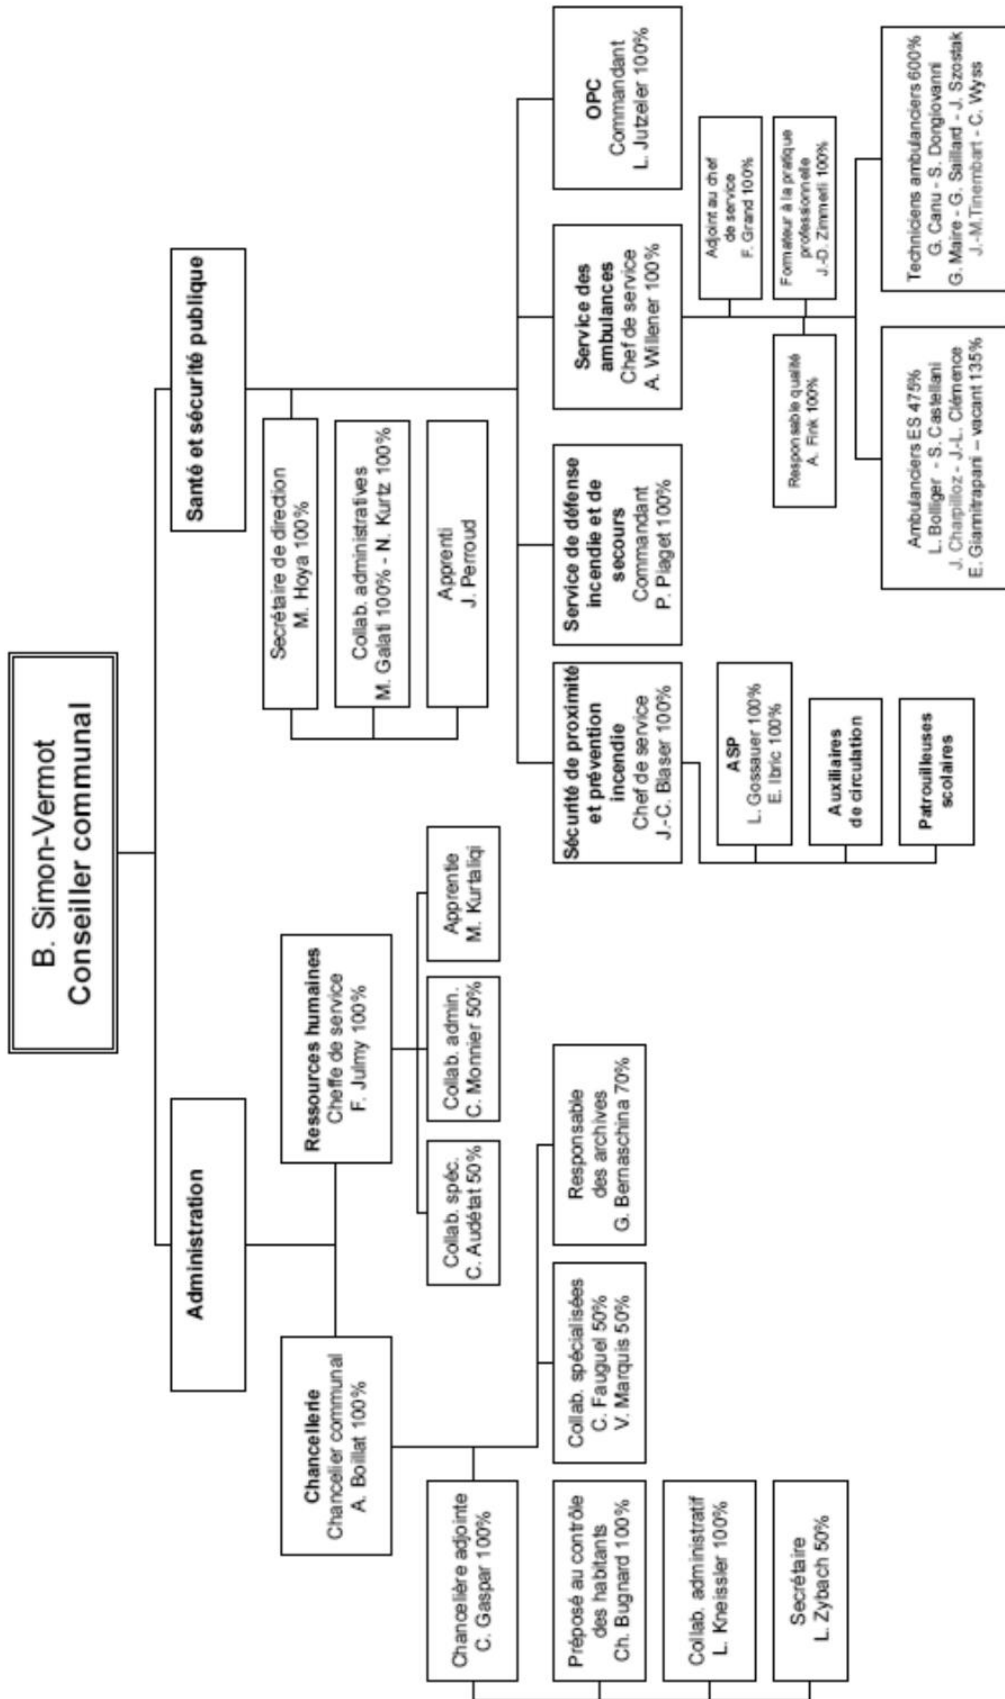 B. Simon-Vermot
Conseiller communal
Administration
Santé et sécurité publique
Chancellerie
Chancelier communal
A. Boillat 100%
Ressources humaines
Cheffe de service
F. Julmy 100%
Secrétaire de direction
M. Hoya 100%
Collab. administratives
M. Galati 100% - N. Kurtz 100%
Apprenti
J. Perroud
Chancelière adjointe
C. Gaspar 100%
Collab. spéc.
C. Audétat 50%
Collab. admin.
C. Monnier 50%
Apprentie
M. Kurtaliqi
Préposé au contrôle
des habitants
Ch. Bugnard 100%
Collab. administratif
L. Kneissler 100%
Secrétaire
L. Zybach 50%
Collab. spécialisées
C. Fauguel 50%
V. Marquis 50%
Responsable
des archives
G. Bernaschina 70%
Sécurité de proximité
et prévention
incendie
Chef de service
J.-C. Blaser 100%
Service de défense
incendie et de
secours
Commandant
P. Piaget 100%
Service des
ambulances
Chef de service
A. Willener 100%
OPC
Commandant
L. Jutzeler 100%
ASP
L. Gossauer 100%
E. Ibric 100%
Auxiliaires
de circulation
Patrouilleuses
scolaires
Adjoint au chef
de service
F. Grand 100%
Responsable qualité
A. Fink 100%
Formateur à la pratique
professionnelle
J.-D. Zimmerli 100%
Ambulanciers ES 475%
L. Bolliger - S. Castellani
J. Charpilloz - J.-L. Clémence
E. Giannitrapani – vacant 135%
Techniciens ambulanciers 600%
G. Canu - S. Dongiovanni
G. Maire - G. Saillard - J. Szostak
J.-M.Tinembart - C. Wyss